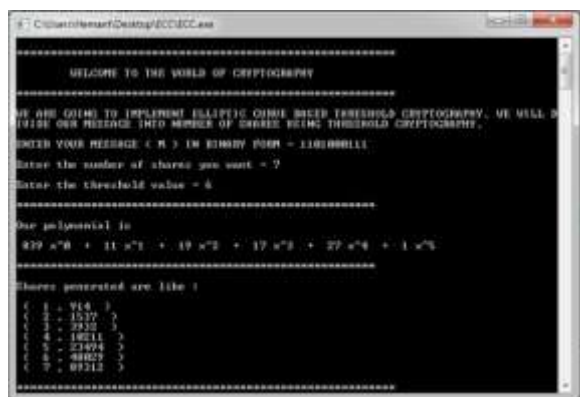 C:\Users\Hemant\Desktop\ECC\ECC.exe
WELCOME TO THE WORLD OF CRYPTOGRAPHY
WE ARE GOING TO IMPLEMENT ELLIPTIC CURVE BASED THRESHOLD CRYPTOGRAPHY. WE WILL D
IVIDE OUR MESSAGE INTO NUMBER OF SHARES USING THRESHOLD CRYPTOGRAPHY.
ENTER YOUR MESSAGE ( M ) IN BINARY FORM - 1101000111
Enter the number of shares you want - 7
Enter the threshold value - 6
Our polynomial is
839 x^0 + 11 x^1 + 19 x^2 + 17 x^3 + 27 x^4 + 1 x^5
Shares generated are like :
( 1 , 914 )
( 2 , 1537 )
( 3 , 3932 )
( 4 , 10211 )
( 5 , 23494 )
( 6 , 48029 )
( 7 , 89312 )